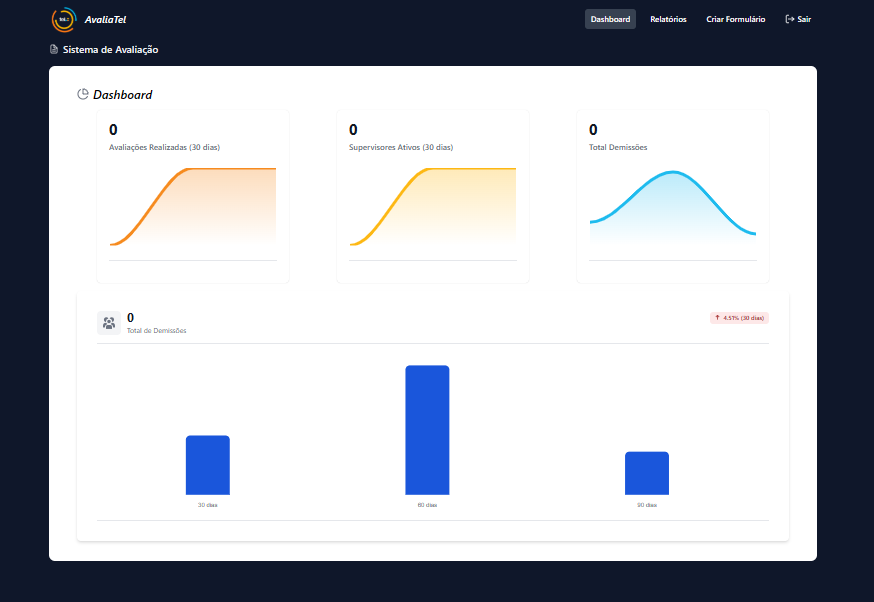 AvaliaTel
Dashboard
Relatórios
Criar Formulário
Sair
Sistema de Avaliação
Dashboard
0
Avaliações Realizadas (30 dias)
0
Supervisores Ativos (30 dias)
0
Total Demissões
0
Total de Demissões
4.51% (30 dias)
30 dias
60 dias
90 dias